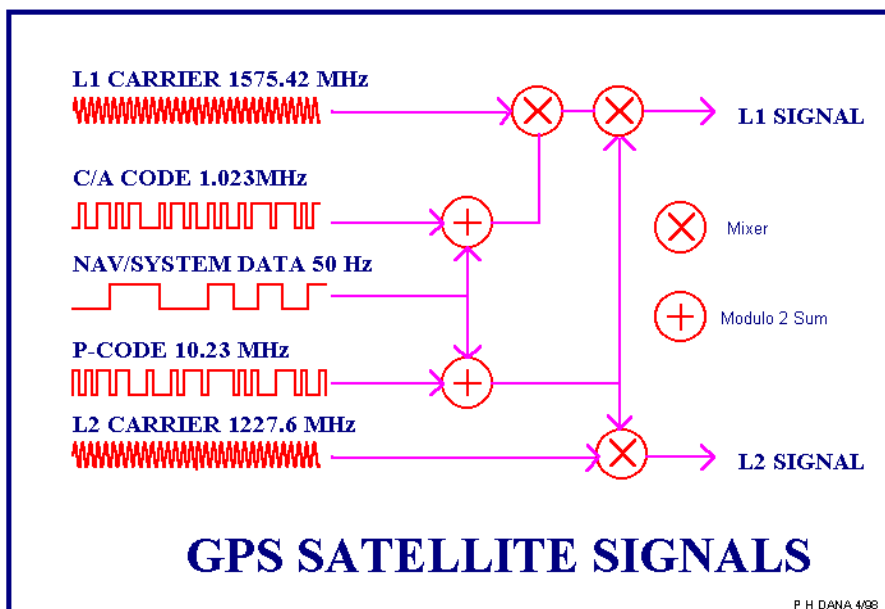 L1 CARRIER 1575.42 MHz
L1 SIGNAL
C/A CODE 1.023MHz
Mixer
NAV/SYSTEM DATA 50 Hz
Modulo 2 Sum
P-CODE 10.23 MHz
L2 CARRIER 1227.6 MHz
L2 SIGNAL
GPS SATELLITE SIGNALS
P H DANA 4/98